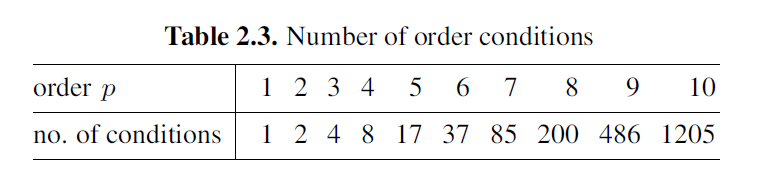 Table 2.3. Number of order conditions
order p 1 2 3 4 5 6 7 8 9 10
no. of conditions 1 2 4 8 17 37 85 200 486 1205